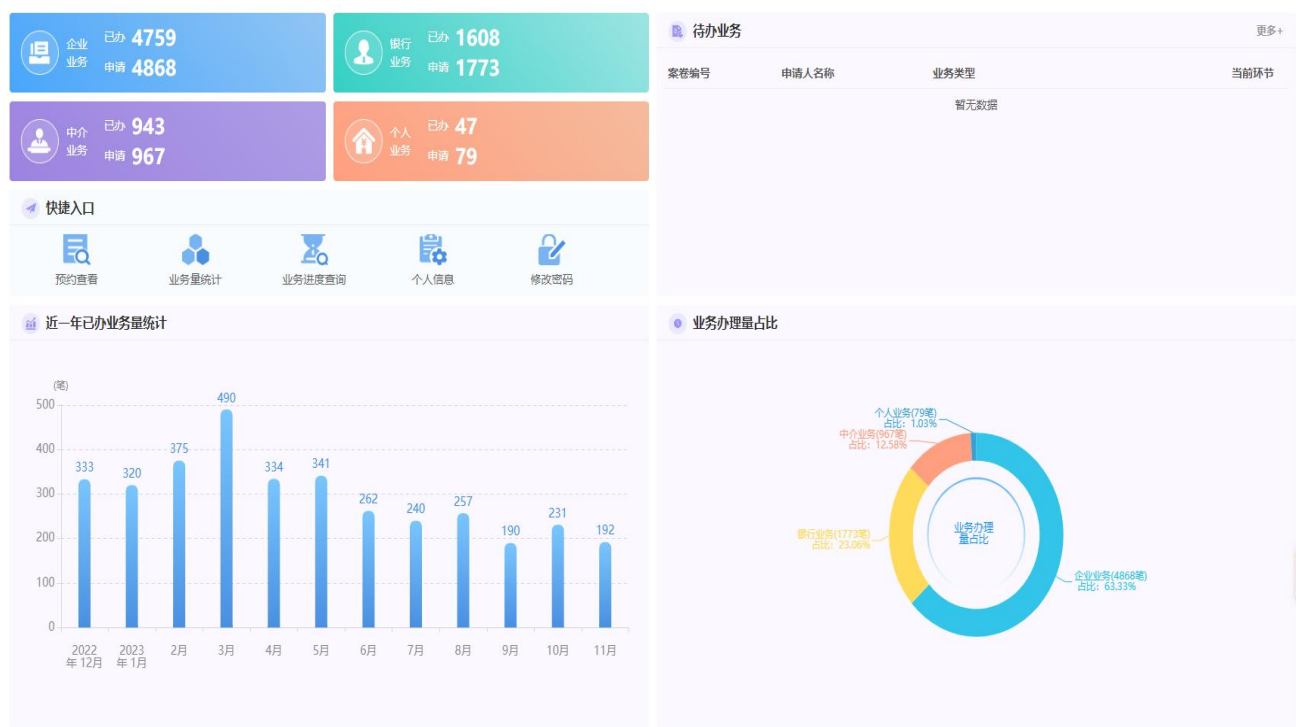 企业业务
已办 4759
申请 4868
银行业务
已办 1608
申请 1773
中介业务
已办 943
申请 967
个人业务
已办 47
申请 79
快捷入口
预约查看
业务量统计
业务进度查询
个人信息
修改密码
待办业务
更多+
案卷编号 申请人名称 业务类型 当前环节
暂无数据
近一年已办业务量统计
(笔)
500
400
300
200
100
0
333
320
375
490
334
341
262
240
257
190
231
192
2022
年 12月
2023
年 1月
2月
3月
4月
5月
6月
7月
8月
9月
10月
11月
业务办理量占比
个人业务(79笔)
占比：1.03%
中介业务(967笔)
占比：12.58%
银行业务(1773笔)
占比：23.06%
业务办理
量占比
企业业务(4868笔)
占比：63.33%